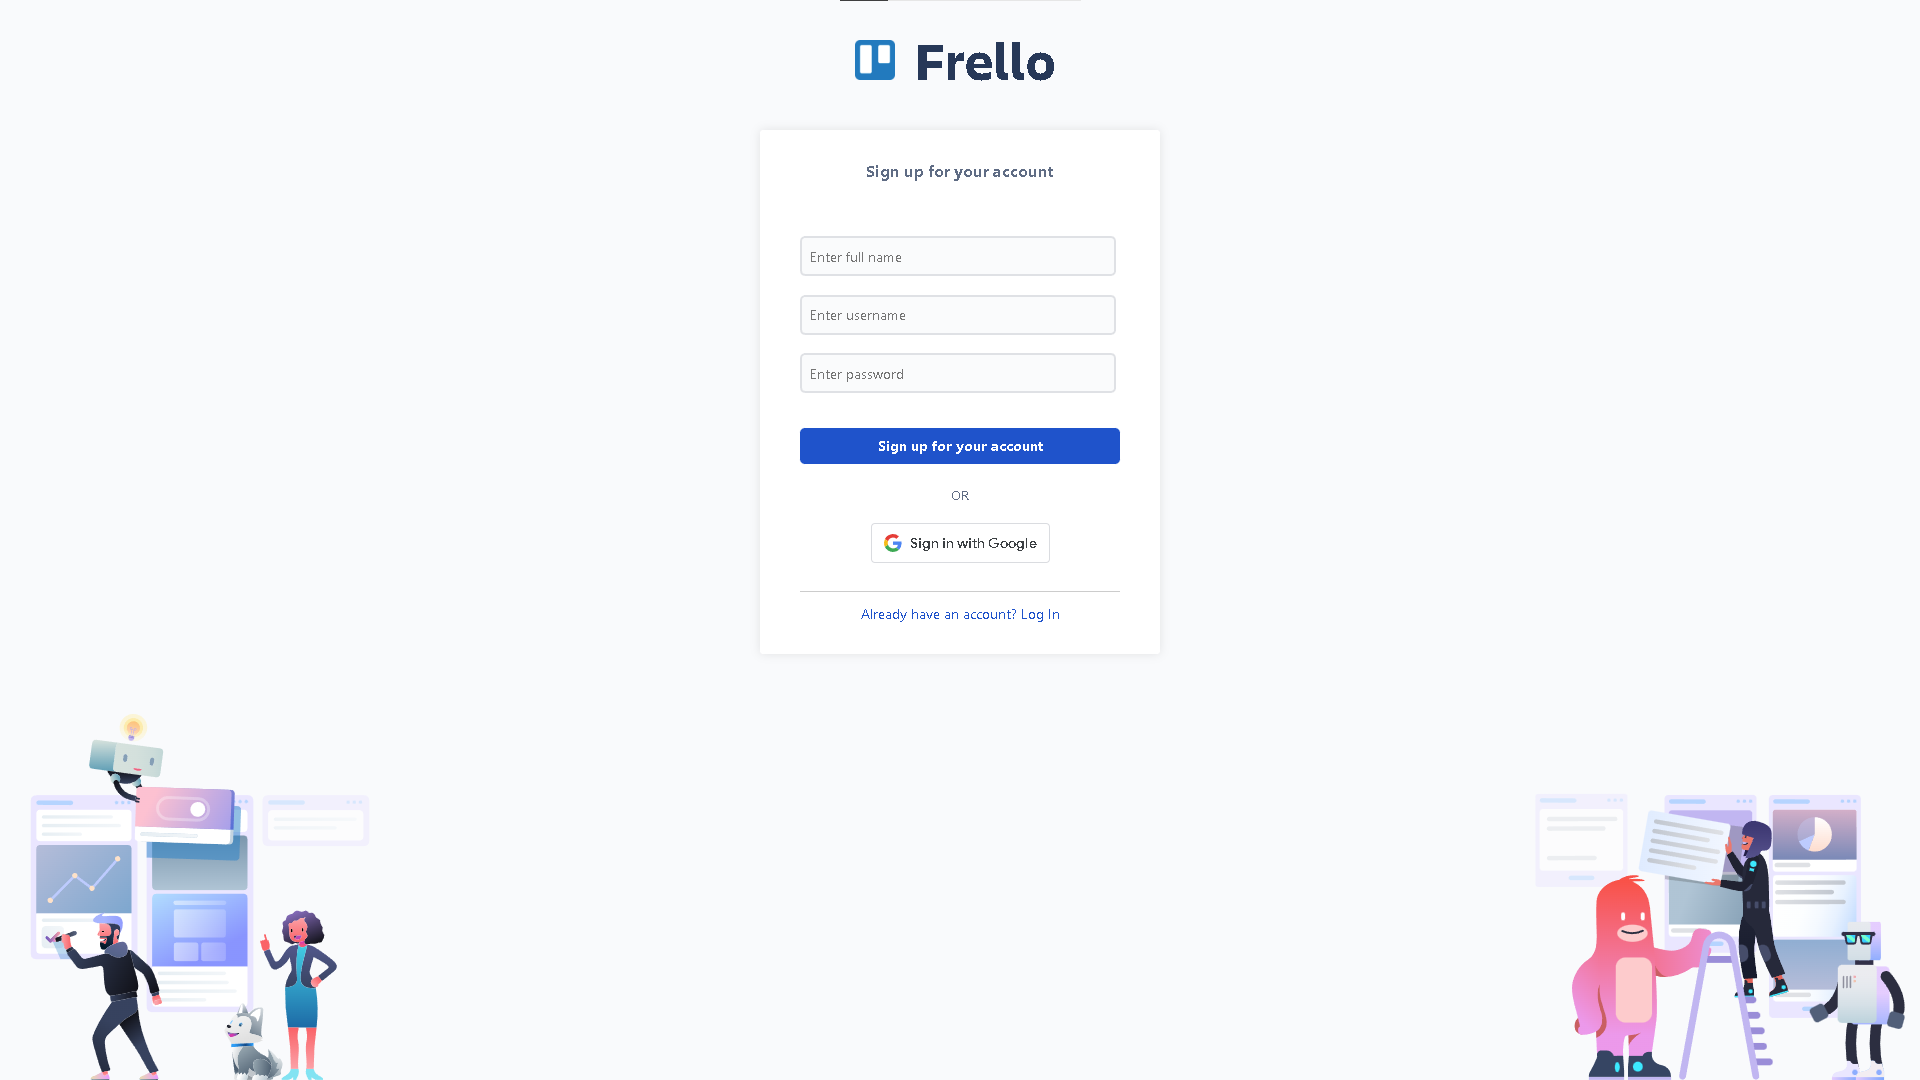 Frello
Sign up for your account
Enter full name
Enter username
Enter password
Sign up for your account
OR
Sign in with Google
Already have an account? Log In